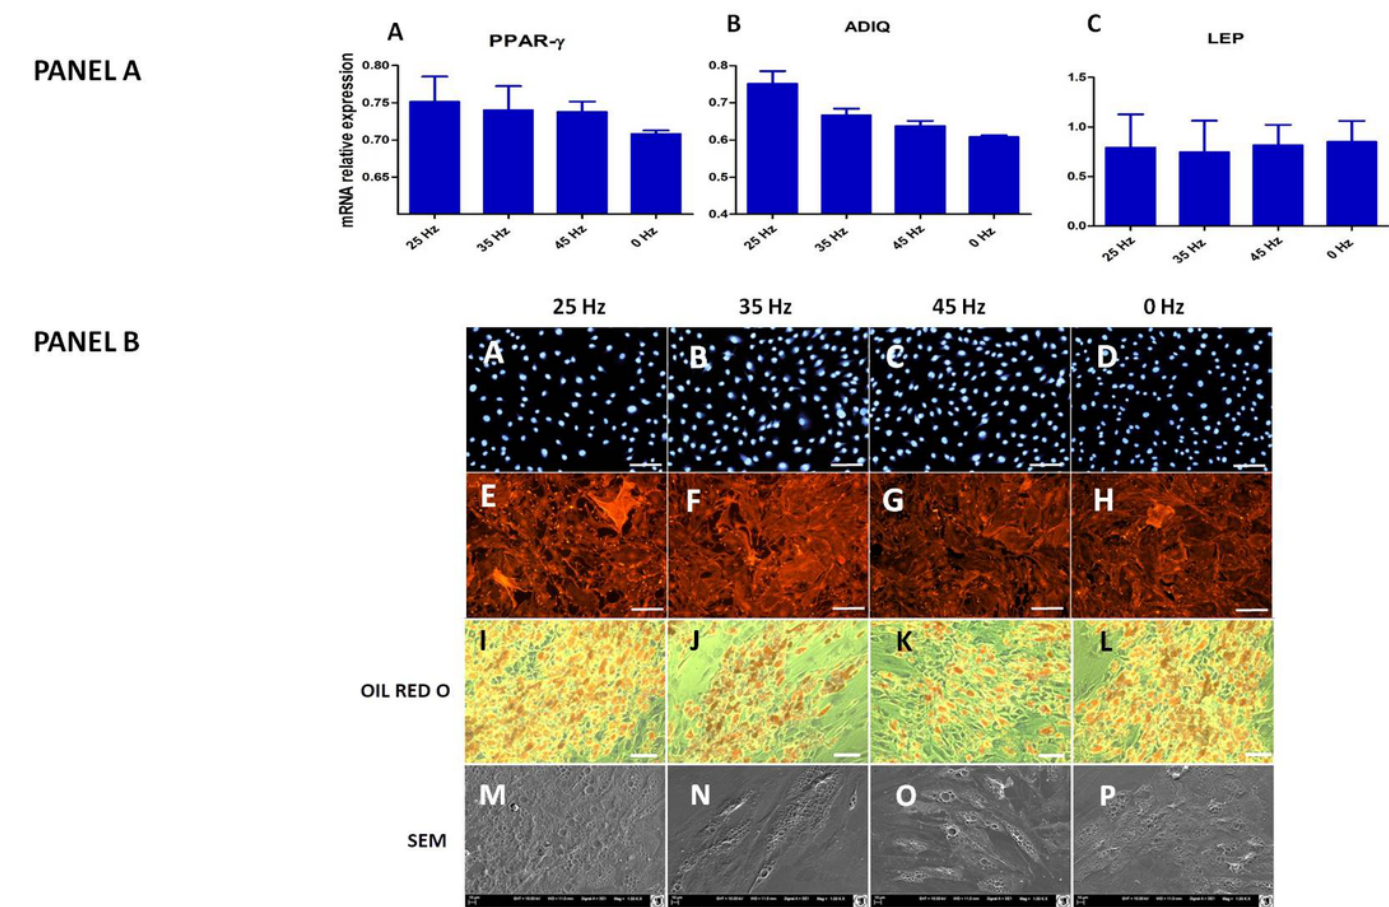 PANEL A
A
PPAR-γ
mRNA relative expression
0.80
0.75
0.70
0.65
25 Hz
35 Hz
45 Hz
0 Hz
B
ADIQ
0.8
0.7
0.6
0.5
0.4
25 Hz
35 Hz
45 Hz
0 Hz
C
LEP
1.5
1.0
0.5
0.0
25 Hz
35 Hz
45 Hz
0 Hz
PANEL B
25 Hz 35 Hz 45 Hz 0 Hz
A B C D
E F G H
OIL RED O
I J K L
SEM
M N O P